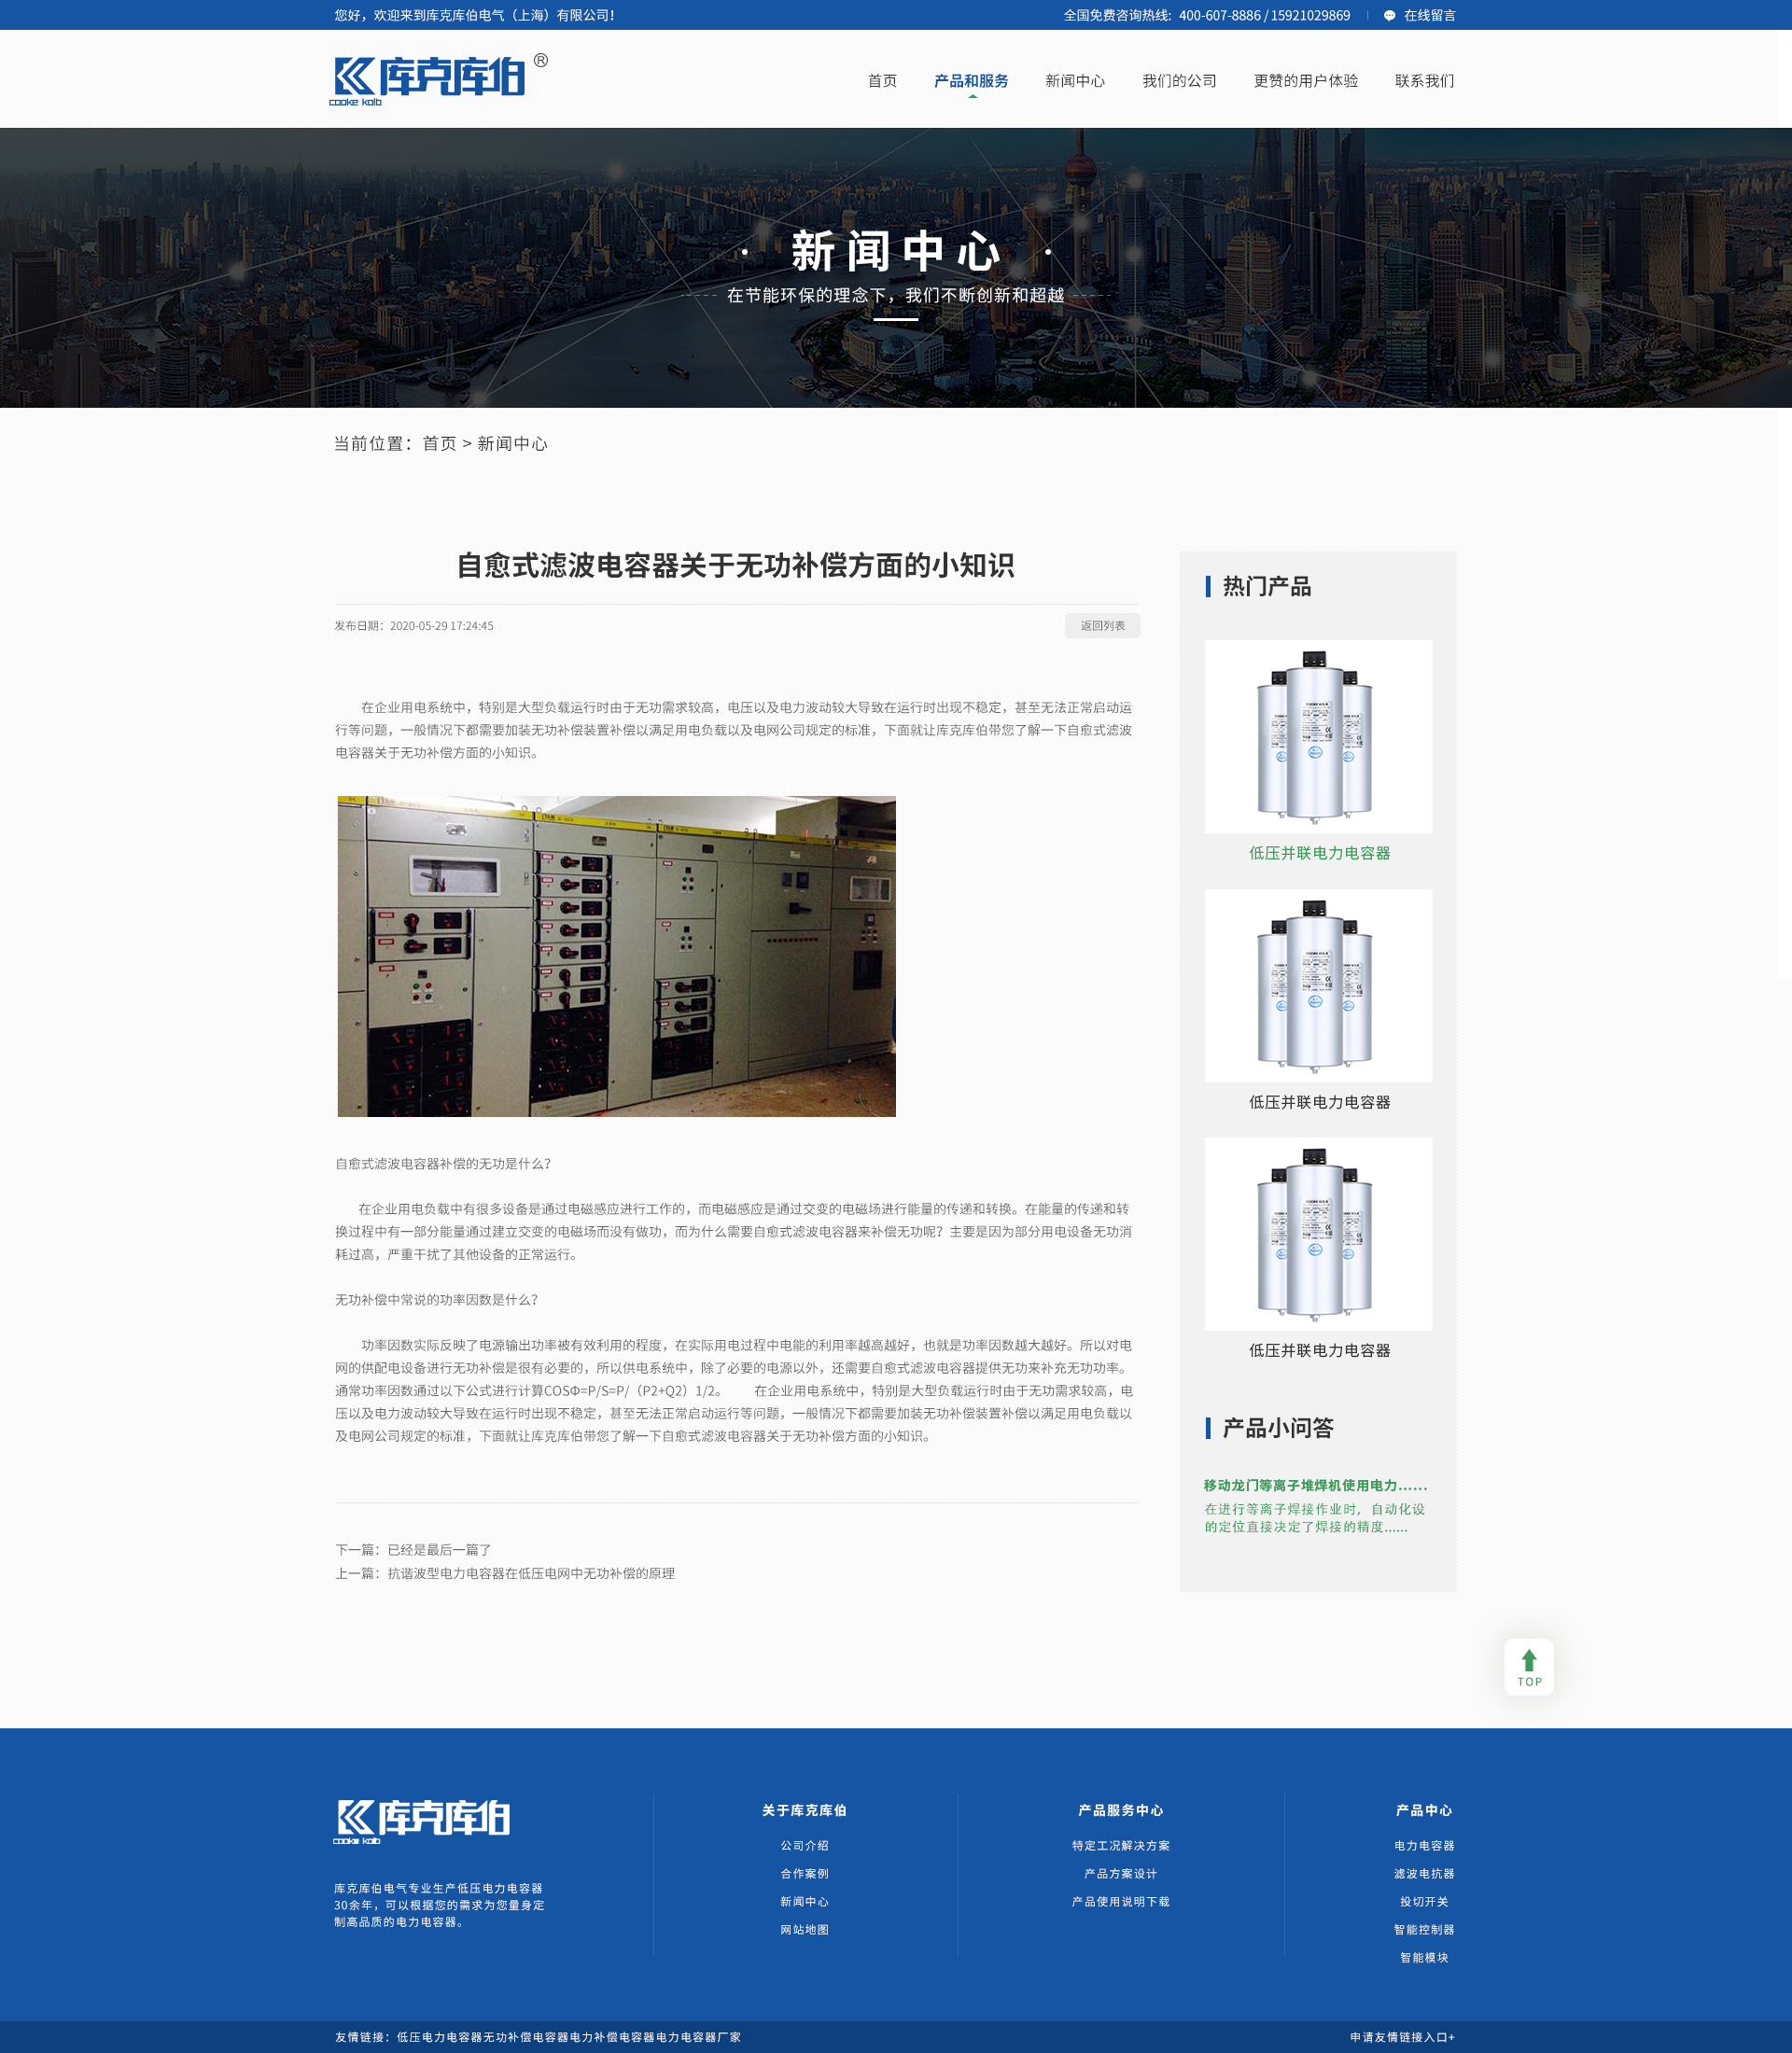 您好，欢迎来到库克库伯电气（上海）有限公司！
全国免费咨询热线：400-607-8886 / 15921029869
在线留言
库克库伯 ®
cooke kolb
首页
产品和服务
新闻中心
我们的公司
更赞的用户体验
联系我们
· 新闻中心 ·
在节能环保的理念下，我们不断创新和超越
当前位置：首页 > 新闻中心
自愈式滤波电容器关于无功补偿方面的小知识
发布日期：2020-05-29 17:24:45
返回列表
在企业用电系统中，特别是大型负载运行时由于无功需求较高，电压以及电力波动较大导致在运行时出现不稳定，甚至无法正常启动运
行等问题，一般情况下都需要加装无功补偿装置补偿以满足用电负载以及电网公司规定的标准，下面就让库克库伯带您了解一下自愈式滤波
电容器关于无功补偿方面的小知识。
自愈式滤波电容器补偿的无功是什么？
在企业用电负载中有很多设备是通过电磁感应进行工作的，而电磁感应是通过交变的电磁场进行能量的传递和转换。在能量的传递和转
换过程中有一部分能量通过建立交变的电磁场而没有做功，而为什么需要自愈式滤波电容器来补偿无功呢？主要是因为部分用电设备无功消
耗过高，严重干扰了其他设备的正常运行。
无功补偿中常说的功率因数是什么？
功率因数实际反映了电源输出功率被有效利用的程度，在实际用电过程中电能的利用率越高越好，也就是功率因数越大越好。所以对电
网的供配电设备进行无功补偿是很有必要的，所以供电系统中，除了必要的电源以外，还需要自愈式滤波电容器提供无功来补充无功功率。
通常功率因数通过以下公式进行计算COSΦ=P/S=P/（P2+Q2）1/2。 在企业用电系统中，特别是大型负载运行时由于无功需求较高，电
压以及电力波动较大导致在运行时出现不稳定，甚至无法正常启动运行等问题，一般情况下都需要加装无功补偿装置补偿以满足用电负载以
及电网公司规定的标准，下面就让库克库伯带您了解一下自愈式滤波电容器关于无功补偿方面的小知识。
下一篇：已经是最后一篇了
上一篇：抗谐波型电力电容器在低压电网中无功补偿的原理
热门产品
低压并联电力电容器
低压并联电力电容器
低压并联电力电容器
产品小问答
移动龙门等离子堆焊机使用电力……
在进行等离子焊接作业时，自动化设
的定位直接决定了焊接的精度……
TOP
库克库伯
cooke kolb
库克库伯电气专业生产低压电力电容器
30余年，可以根据您的需求为您量身定
制高品质的电力电容器。
关于库克库伯
公司介绍
合作案例
新闻中心
网站地图
产品服务中心
特定工况解决方案
产品方案设计
产品使用说明下载
产品中心
电力电容器
滤波电抗器
投切开关
智能控制器
智能模块
友情链接：低压电力电容器无功补偿电容器电力补偿电容器电力电容器厂家
申请友情链接入口+